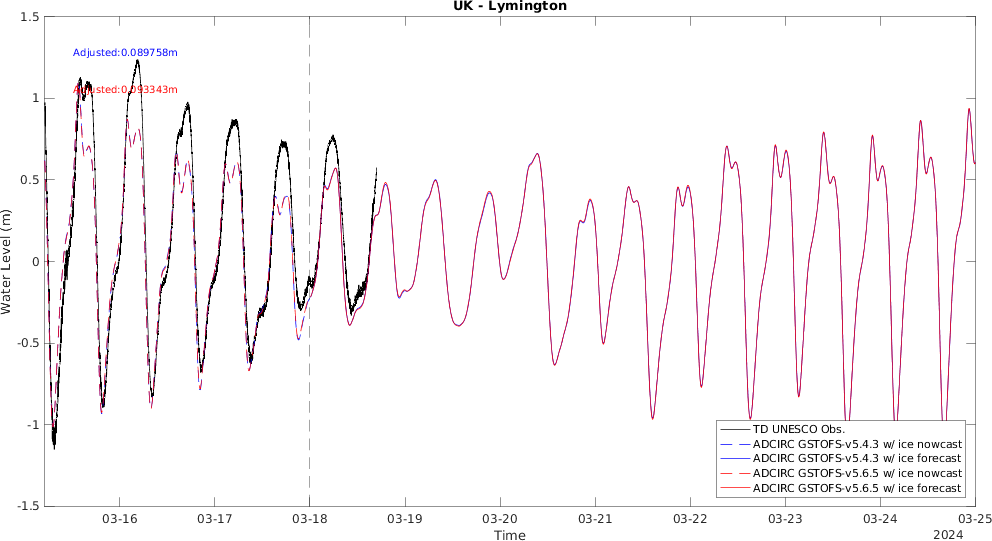 UK - Lymington
1.5
Adjusted:0.089758m
1
Adjusted:0.093343m
0.5
0
-0.5
-1
-1.5
Water Level (m)
TD UNESCO Obs.
ADCIRC GSTOFS-v5.4.3 w/ ice nowcast
ADCIRC GSTOFS-v5.4.3 w/ ice forecast
ADCIRC GSTOFS-v5.6.5 w/ ice nowcast
ADCIRC GSTOFS-v5.6.5 w/ ice forecast
03-16 03-17 03-18 03-19 03-20 03-21 03-22 03-23 03-24 03-25
Time
2024